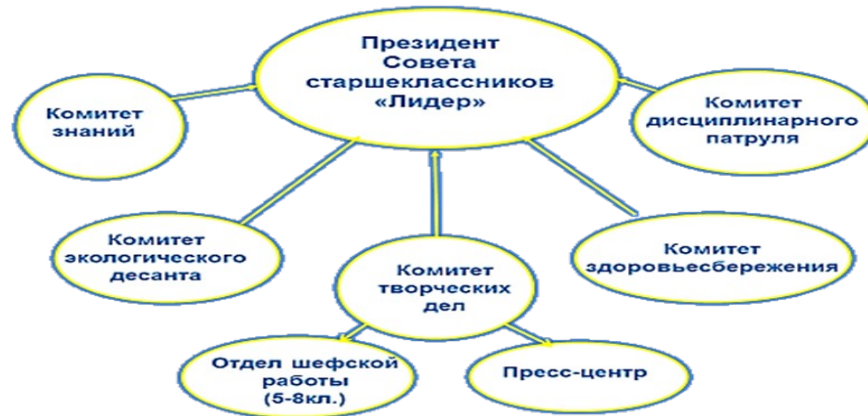 Президент
Совета
старшеклассников
«Лидер»
Комитет
знаний
Комитет
дисциплинарного
патруля
Комитет
экологического
десанта
Комитет
творческих
дел
Комитет
здоровьесбережения
Отдел шефской
работы
(5-8кл.)
Пресс-центр